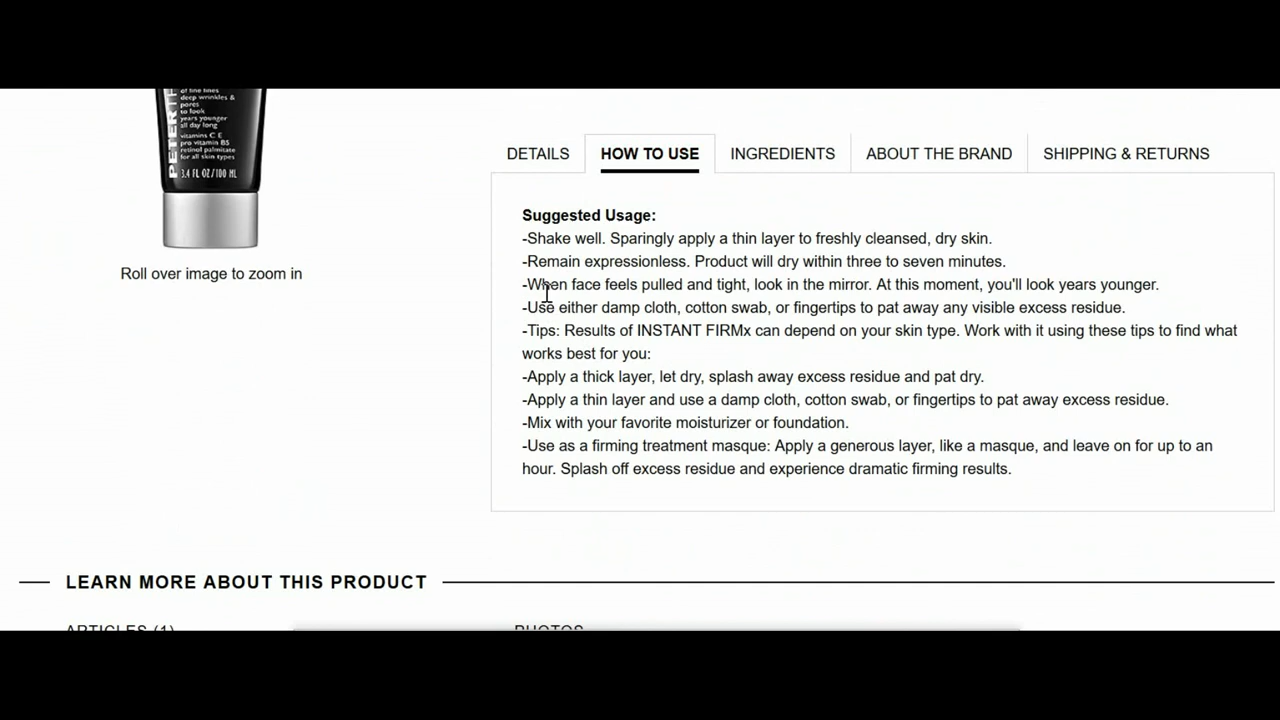 of fine lines
deep wrinkles &
pores
to look
years younger
all day long
vitamins C E
pro vitamin B5
retinol palmitate
for all skin types
3.4 FL OZ/100 ML
Roll over image to zoom in
DETAILS
HOW TO USE
INGREDIENTS
ABOUT THE BRAND
SHIPPING & RETURNS
Suggested Usage:
-Shake well. Sparingly apply a thin layer to freshly cleansed, dry skin.
-Remain expressionless. Product will dry within three to seven minutes.
-When face feels pulled and tight, look in the mirror. At this moment, you'll look years younger.
-Use either damp cloth, cotton swab, or fingertips to pat away any visible excess residue.
-Tips: Results of INSTANT FIRMx can depend on your skin type. Work with it using these tips to find what
works best for you:
-Apply a thick layer, let dry, splash away excess residue and pat dry.
-Apply a thin layer and use a damp cloth, cotton swab, or fingertips to pat away excess residue.
-Mix with your favorite moisturizer or foundation.
-Use as a firming treatment masque: Apply a generous layer, like a masque, and leave on for up to an
hour. Splash off excess residue and experience dramatic firming results.
LEARN MORE ABOUT THIS PRODUCT
ARTICLES (1)
PHOTOS